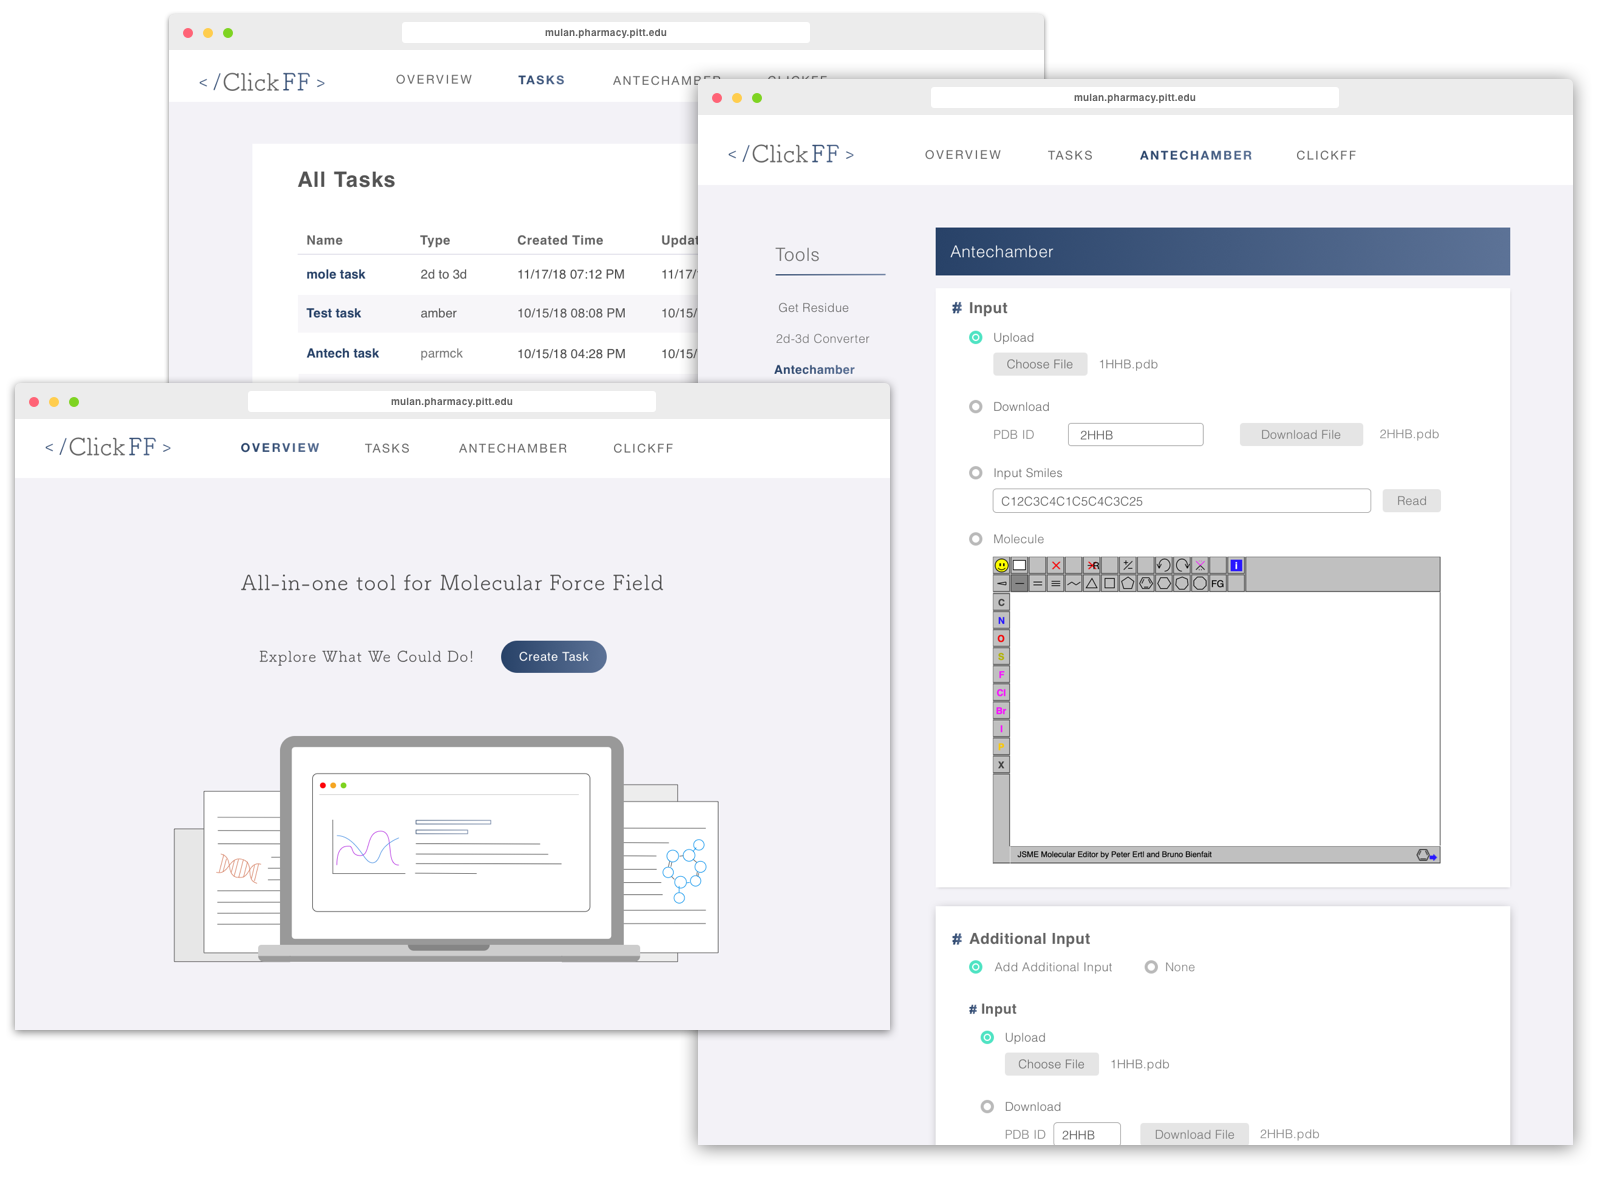 mulan.pharmacy.pitt.edu
</ClickFF>
OVERVIEW TASKS ANTECHAMBER CLICKFF
All Tasks
Name Type Created Time
mole task 2d to 3d 11/17/18 07:12 PM 11/17/
Test task amber 10/15/18 08:08 PM 10/15/
Antech task parmck 10/15/18 04:28 PM 10/15/
mulan.pharmacy.pitt.edu
</ClickFF>
OVERVIEW TASKS ANTECHAMBER CLICKFF
Tools
Get Residue
2d-3d Converter
Antechamber
Antechamber
# Input
Upload
Choose File 1HHB.pdb
Download
PDB ID 2HHB Download File 2HHB.pdb
Input Smiles
C12C3C4C1C5C4C3C25 Read
Molecule
R +/-  i
FG
C
N
O
S
F
Cl
Br
I
P
X
JSME Molecular Editor by Peter Ertl and Bruno Bienfait
# Additional Input
Add Additional Input None
# Input
Upload
Choose File 1HHB.pdb
Download
PDB ID 2HHB Download File 2HHB.pdb
mulan.pharmacy.pitt.edu
</ClickFF>
OVERVIEW TASKS ANTECHAMBER CLICKFF
All-in-one tool for Molecular Force Field
Explore What We Could Do! Create Task